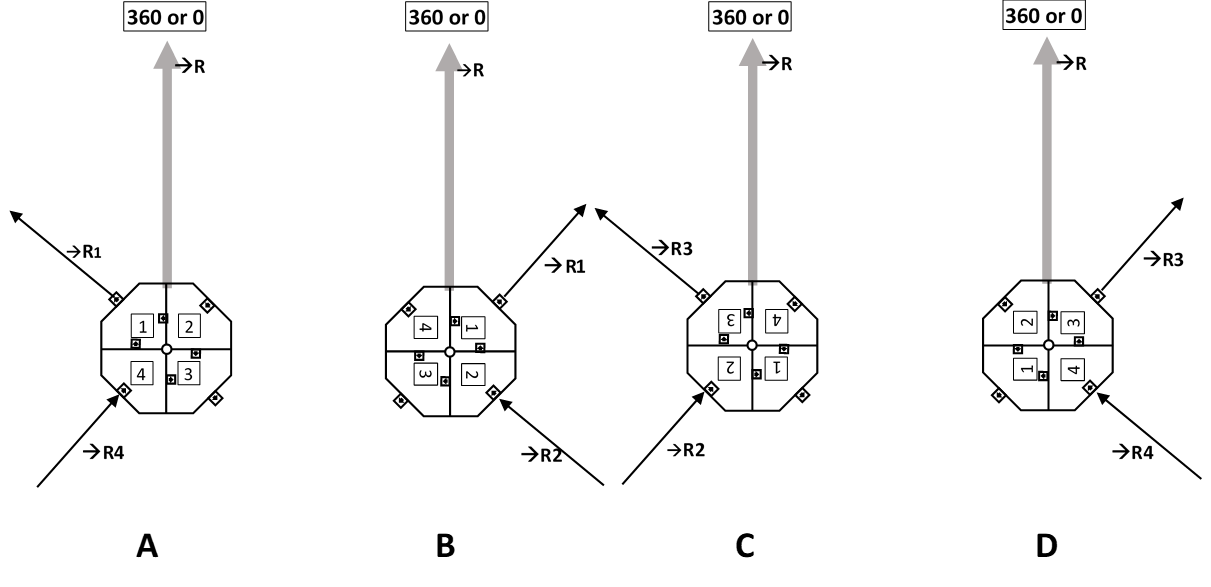 360 or 0
360 or 0
360 or 0
360 or 0
→R
→R
→R
→R
→R1
→R1
→R3
→R3
1 2
4 1
3 4
2 3
4 3
3 2
2 1
1 4
→R4
→R2
→R2
→R4
A
B
C
D